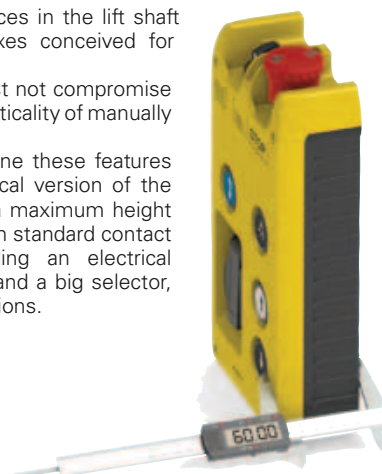 ces in the lift shaft
xes conceived for
st not compromise
ticality of manually
ne these features
cal version of the
maximum height
n standard contact
ing an electrical
and a big selector,
ions.
60.00